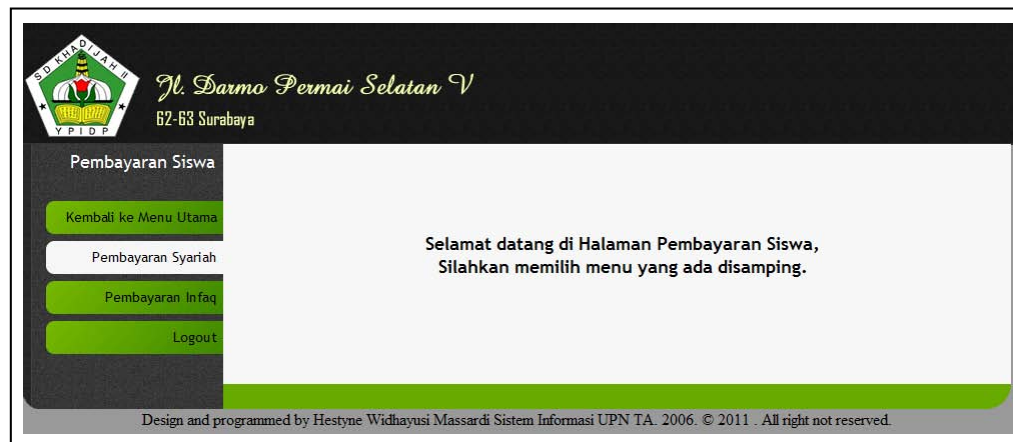 SD KHADIJAH II
YPIDP
Jl. Darmo Permai Selatan V
62-63 Surabaya
Pembayaran Siswa
Kembali ke Menu Utama
Pembayaran Syariah
Pembayaran Infaq
Logout
Selamat datang di Halaman Pembayaran Siswa,
Silahkan memilih menu yang ada disamping.
Design and programmed by Hestyne Widhayusi Massardi Sistem Informasi UPN TA. 2006. © 2011 . All right not reserved.